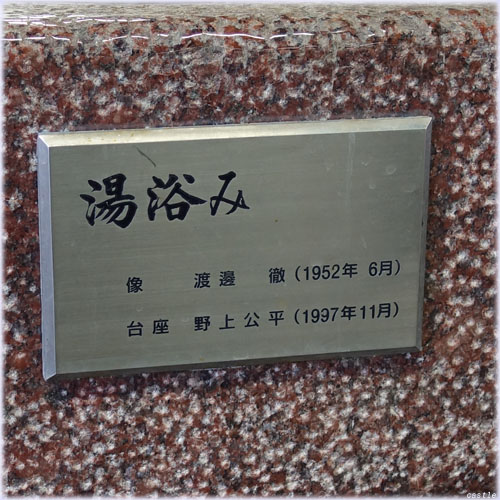 湯浴み
像　渡邊　徹（1952年 6月）
台座　野上公平（1997年11月）
castle